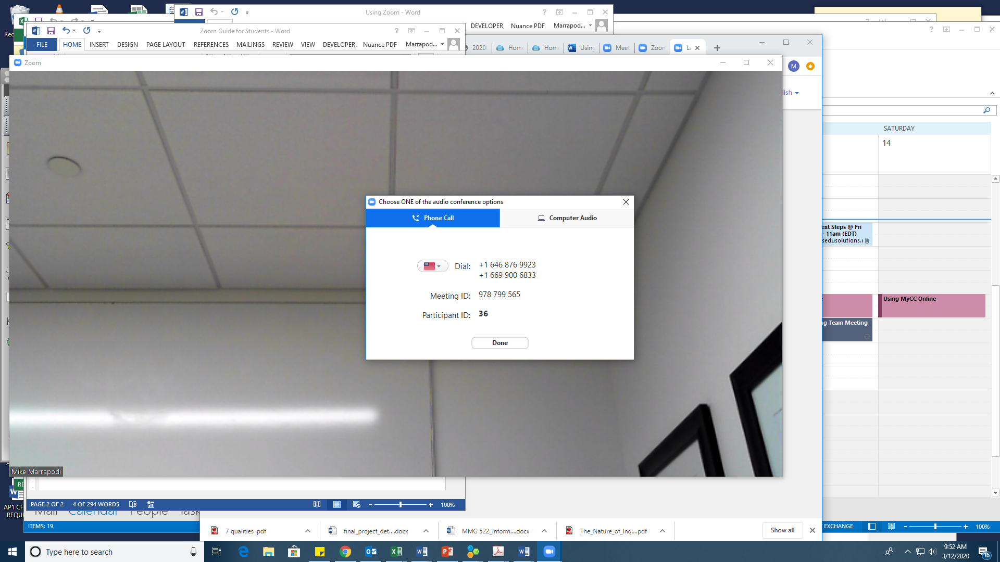 Using Zoom - Word
Zoom Guide for Students - Word
DEVELOPER Nuance PDF Marrapod...
FILE HOME INSERT DESIGN PAGE LAYOUT REFERENCES MAILINGS REVIEW VIEW DEVELOPER Nuance PDF Marrapod...
Home
Using
Meet
Zoom
Zoom
M
lish
SATURDAY
14
Choose ONE of the audio conference options
Phone Call
Computer Audio
Dial: +1 646 876 9923
+1 669 900 6833
Meeting ID: 978 799 565
Participant ID: 36
Done
ext Steps @ Fri
- 11am (EDT)
sedusolutions.c
Using MyCC Online
ng Team Meeting
Mike Marrapodi
RE
AP1 CH
REQU
PAGE 2 OF 2 4 OF 294 WORDS 100%
Mail Calendar People Task
ITEMS: 19
EXCHANGE 100%
7 qualities .pdf
final_project_det....docx
MMG 522_Inform....docx
The_Nature_of_Inq....pdf
Show all
Type here to search
9:52 AM
3/12/2020
16